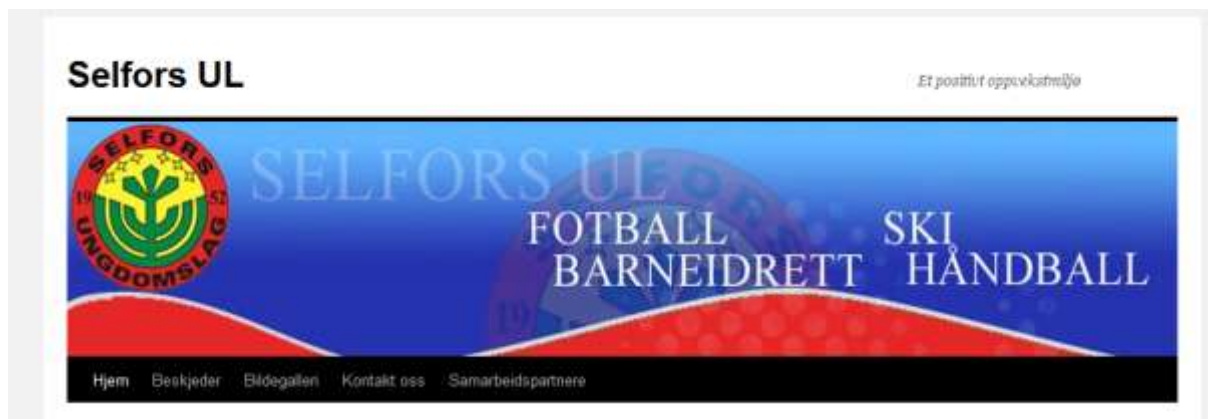 Selfors UL
Et positivt oppvekstmiljø
SELFORS
19 52
UNGDOMSLAG
SELFORS UL
FOTBALL SKI
BARNEIDRETT HÅNDBALL
Hjem Beskjeder Bildegalleri Kontakt oss Samarbeidspartnere